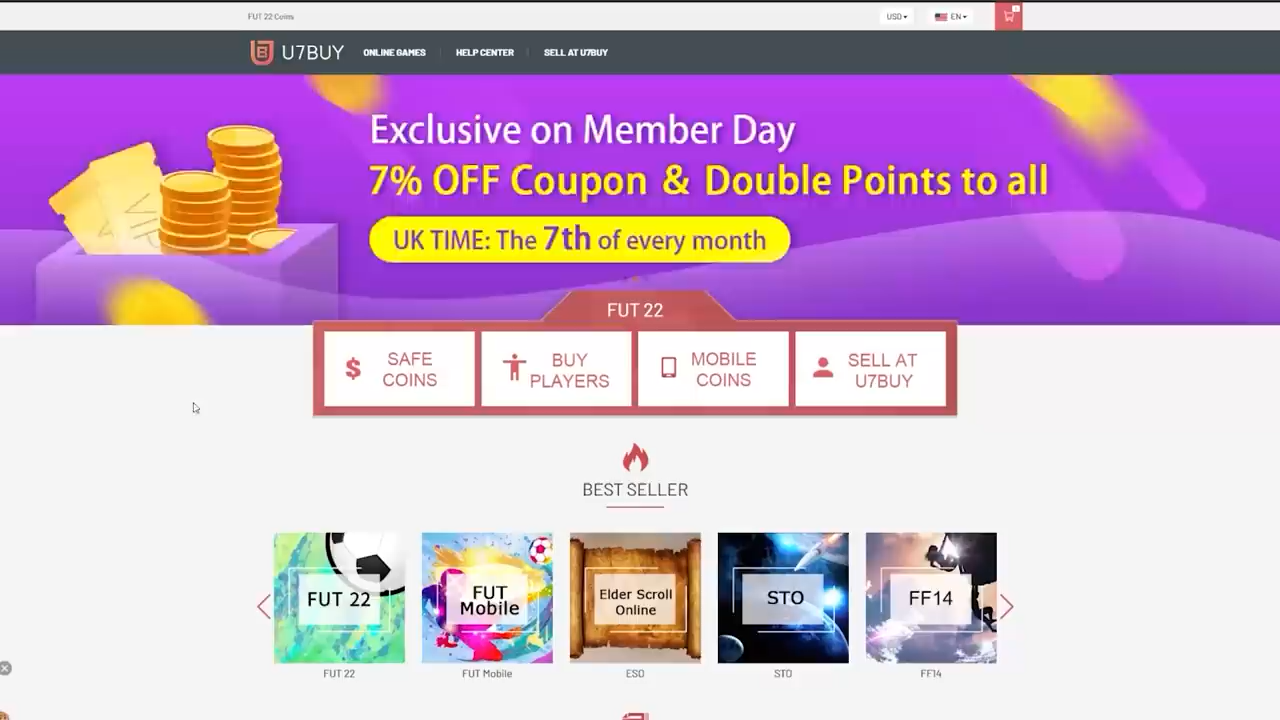 FUT 22 Coins
USD
EN
1
U7BUY
ONLINE GAMES
HELP CENTER
SELL AT U7BUY
Exclusive on Member Day
7% OFF Coupon & Double Points to all
UK TIME: The 7th of every month
FUT 22
$ SAFE
COINS
BUY
PLAYERS
MOBILE
COINS
SELL AT
U7BUY
BEST SELLER
FUT 22
FUT
Mobile
Elder Scroll
Online
STO
FF14
FUT 22
FUT Mobile
ESO
STO
FF14